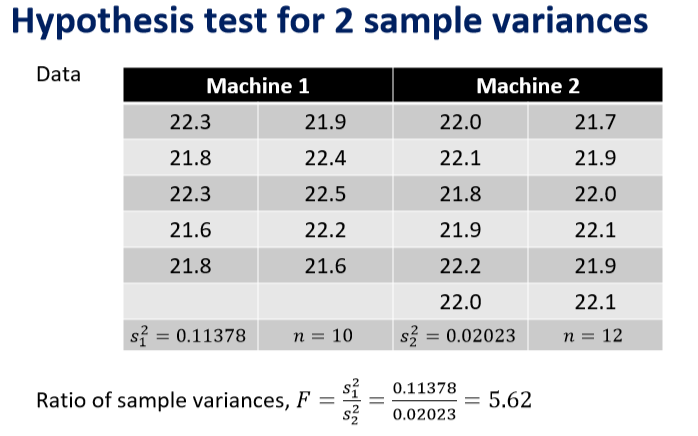 Hypothesis test for 2 sample variances
Data
Machine 1 Machine 2
22.3 21.9 22.0 21.7
21.8 22.4 22.1 21.9
22.3 22.5 21.8 22.0
21.6 22.2 21.9 22.1
21.8 21.6 22.2 21.9
22.0 22.1
s₁² = 0.11378 n = 10 s₂² = 0.02023 n = 12
Ratio of sample variances, F = s₁²/s₂² = 0.11378/0.02023 = 5.62